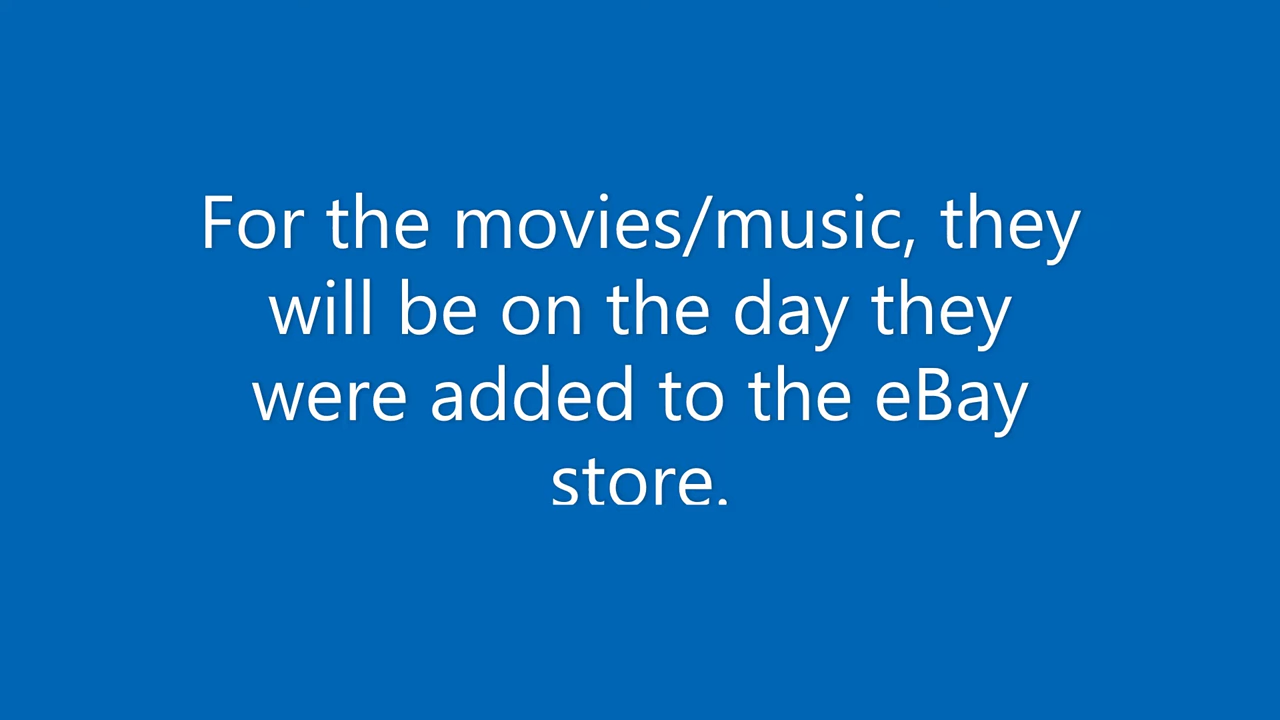 For the movies/music, they
will be on the day they
were added to the eBay
store.